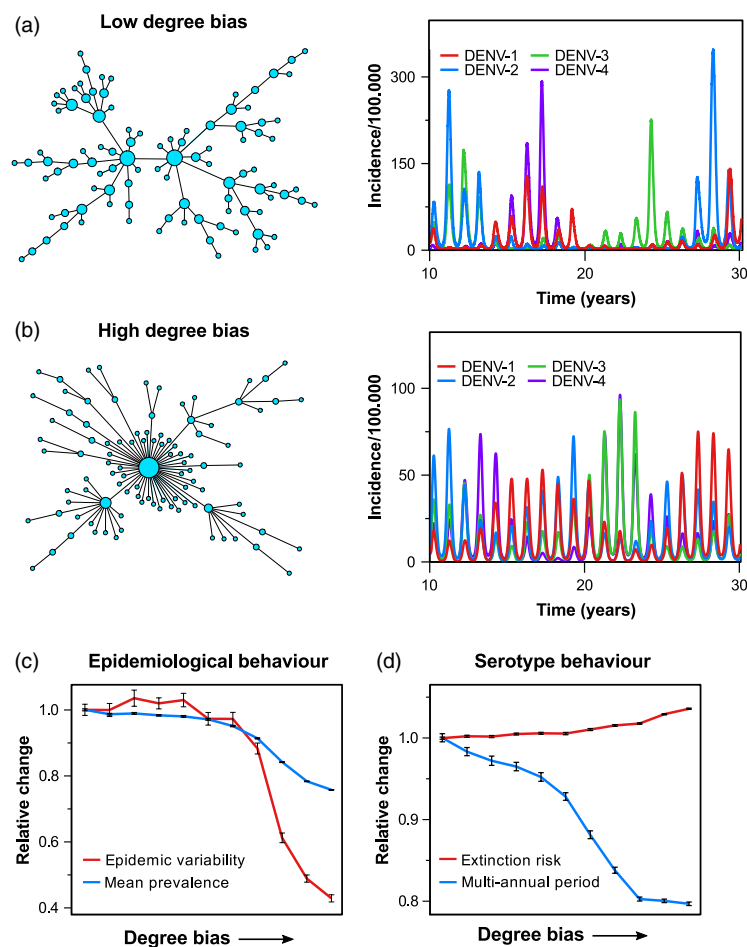 (a)
Low degree bias
DENV-1 DENV-3
DENV-2 DENV-4
Incidence/100.000
300
150
0
10 20 30
Time (years)
(b)
High degree bias
DENV-1 DENV-3
DENV-2 DENV-4
Incidence/100.000
100
50
0
10 20 30
Time (years)
(c) Epidemiological behaviour
Relative change
1.0
0.8
0.6
0.4
Epidemic variability
Mean prevalence
Degree bias
(d) Serotype behaviour
Relative change
1.0
0.9
0.8
Extinction risk
Multi-annual period
Degree bias